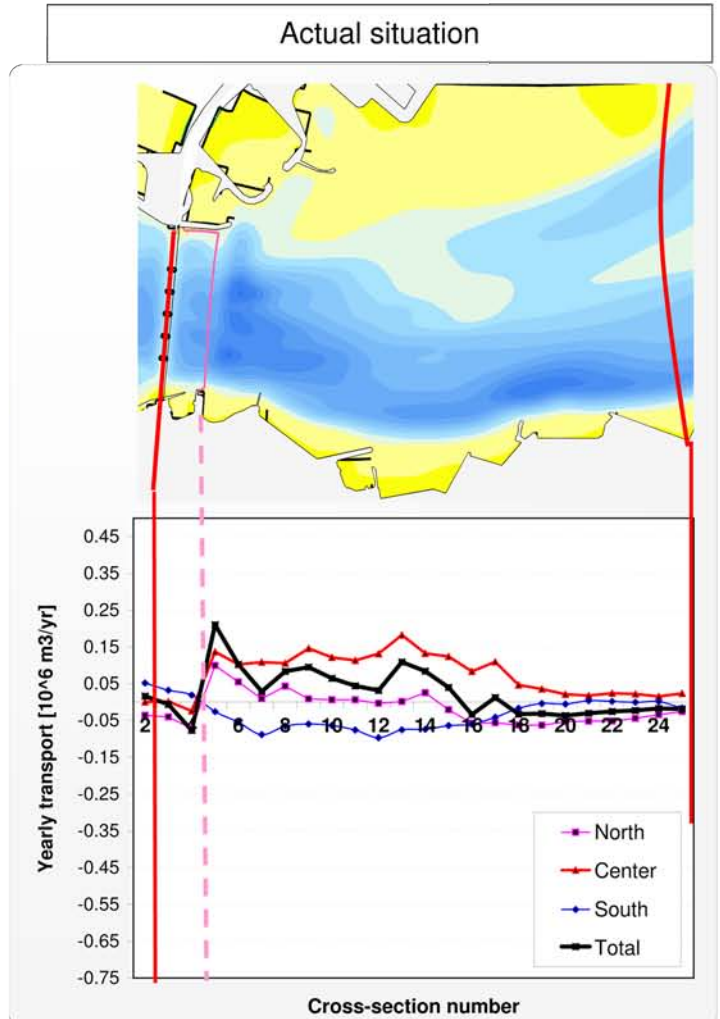 Actual situation
Yearly transport [10^6 m3/yr]
0.45
0.35
0.25
0.15
0.05
-0.05
-0.15
-0.25
-0.35
-0.45
-0.55
-0.65
-0.75
2 6 8 10 12 14 16 18 20 22 24
North
Center
South
Total
Cross-section number